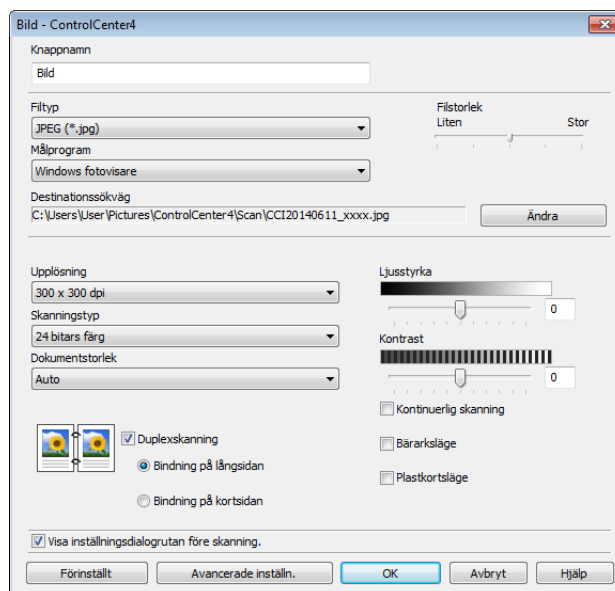 Bild - ControlCenter4
Knappnamn
Bild
Filtyp
JPEG (*.jpg)
Filstorlek
Liten Stor
Målprogram
Windows fotovisare
Destinationssökväg
C:\Users\User\Pictures\ControlCenter4\Scan\CCI20140611_xxxx.jpg
Ändra
Upplösning
300 x 300 dpi
Skanningstyp
24 bitars färg
Dokumentstorlek
Auto
Ljusstyrka
0
Kontrast
0
Duplexskanning
Bindning på långsidan
Bindning på kortsidan
Kontinuerlig skanning
Bärarksläge
Plastkortsläge
Visa inställningsdialogrutan före skanning.
Förinställt Avancerade inställn. OK Avbryt Hjälp